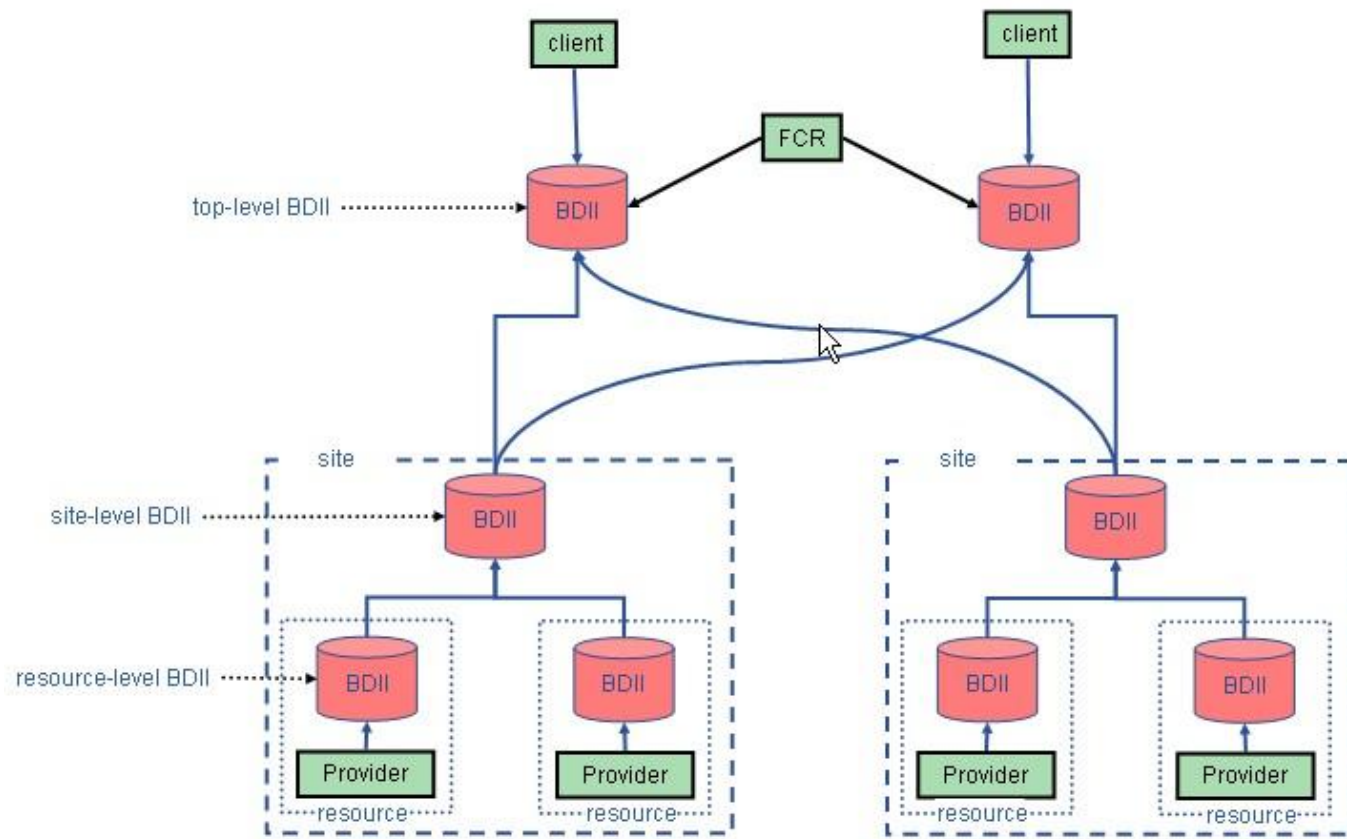 client
client
FCR
top-level BDII
BDII
BDII
site
site
site-level BDII
BDII
BDII
resource-level BDII
BDII
BDII
BDII
BDII
Provider
Provider
Provider
Provider
resource
resource
resource
resource